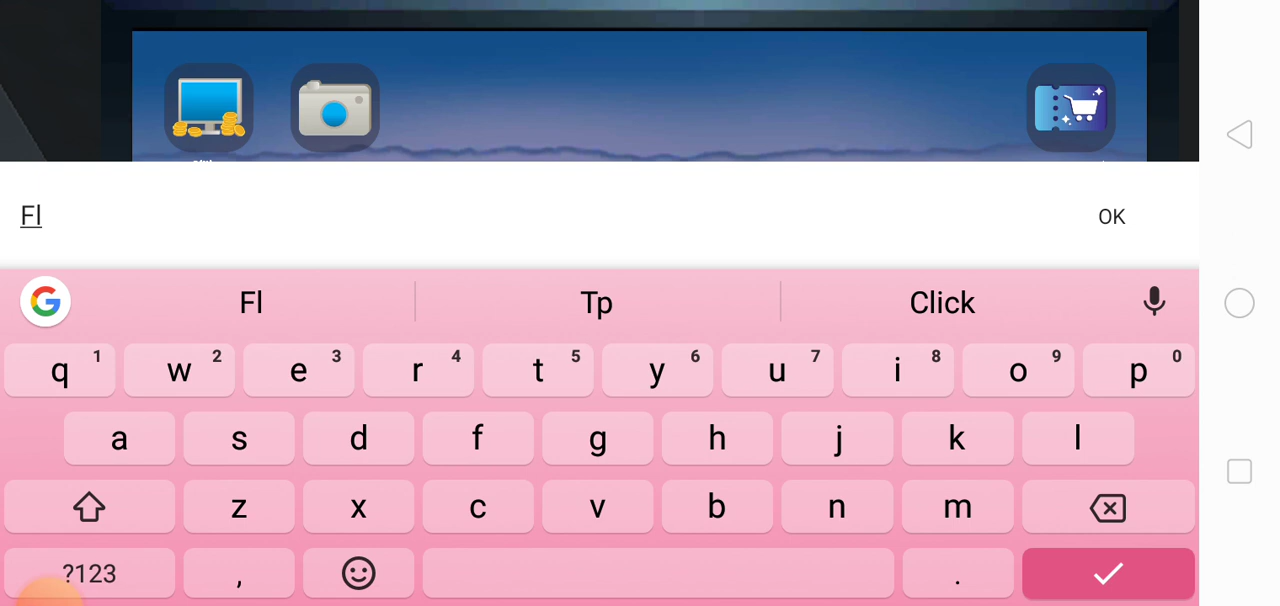 Fl
OK
Fl Tp Click
q 1 w 2 e 3 r 4 t 5 y 6 u 7 i 8 o 9 p 0
a s d f g h j k l
z x c v b n m
?123 , .